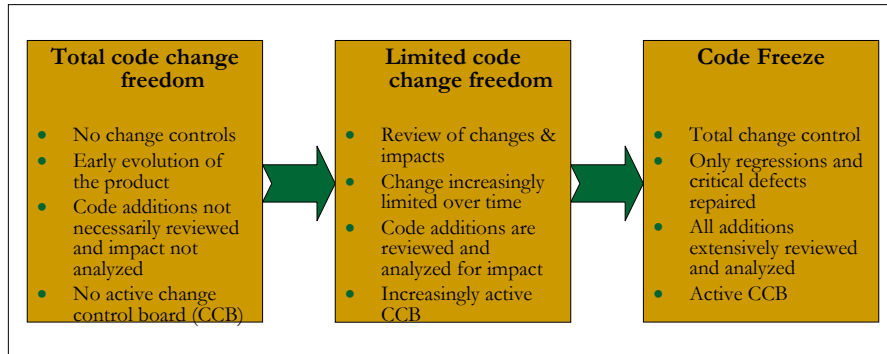 Total code change
freedom
• No change controls
• Early evolution of
the product
• Code additions not
necessarily reviewed
and impact not
analyzed
• No active change
control board (CCB)
Limited code
change freedom
• Review of changes &
impacts
• Change increasingly
limited over time
• Code additions are
reviewed and
analyzed for impact
• Increasingly active
CCB
Code Freeze
• Total change control
• Only regressions and
critical defects
repaired
• All additions
extensively reviewed
and analyzed
• Active CCB